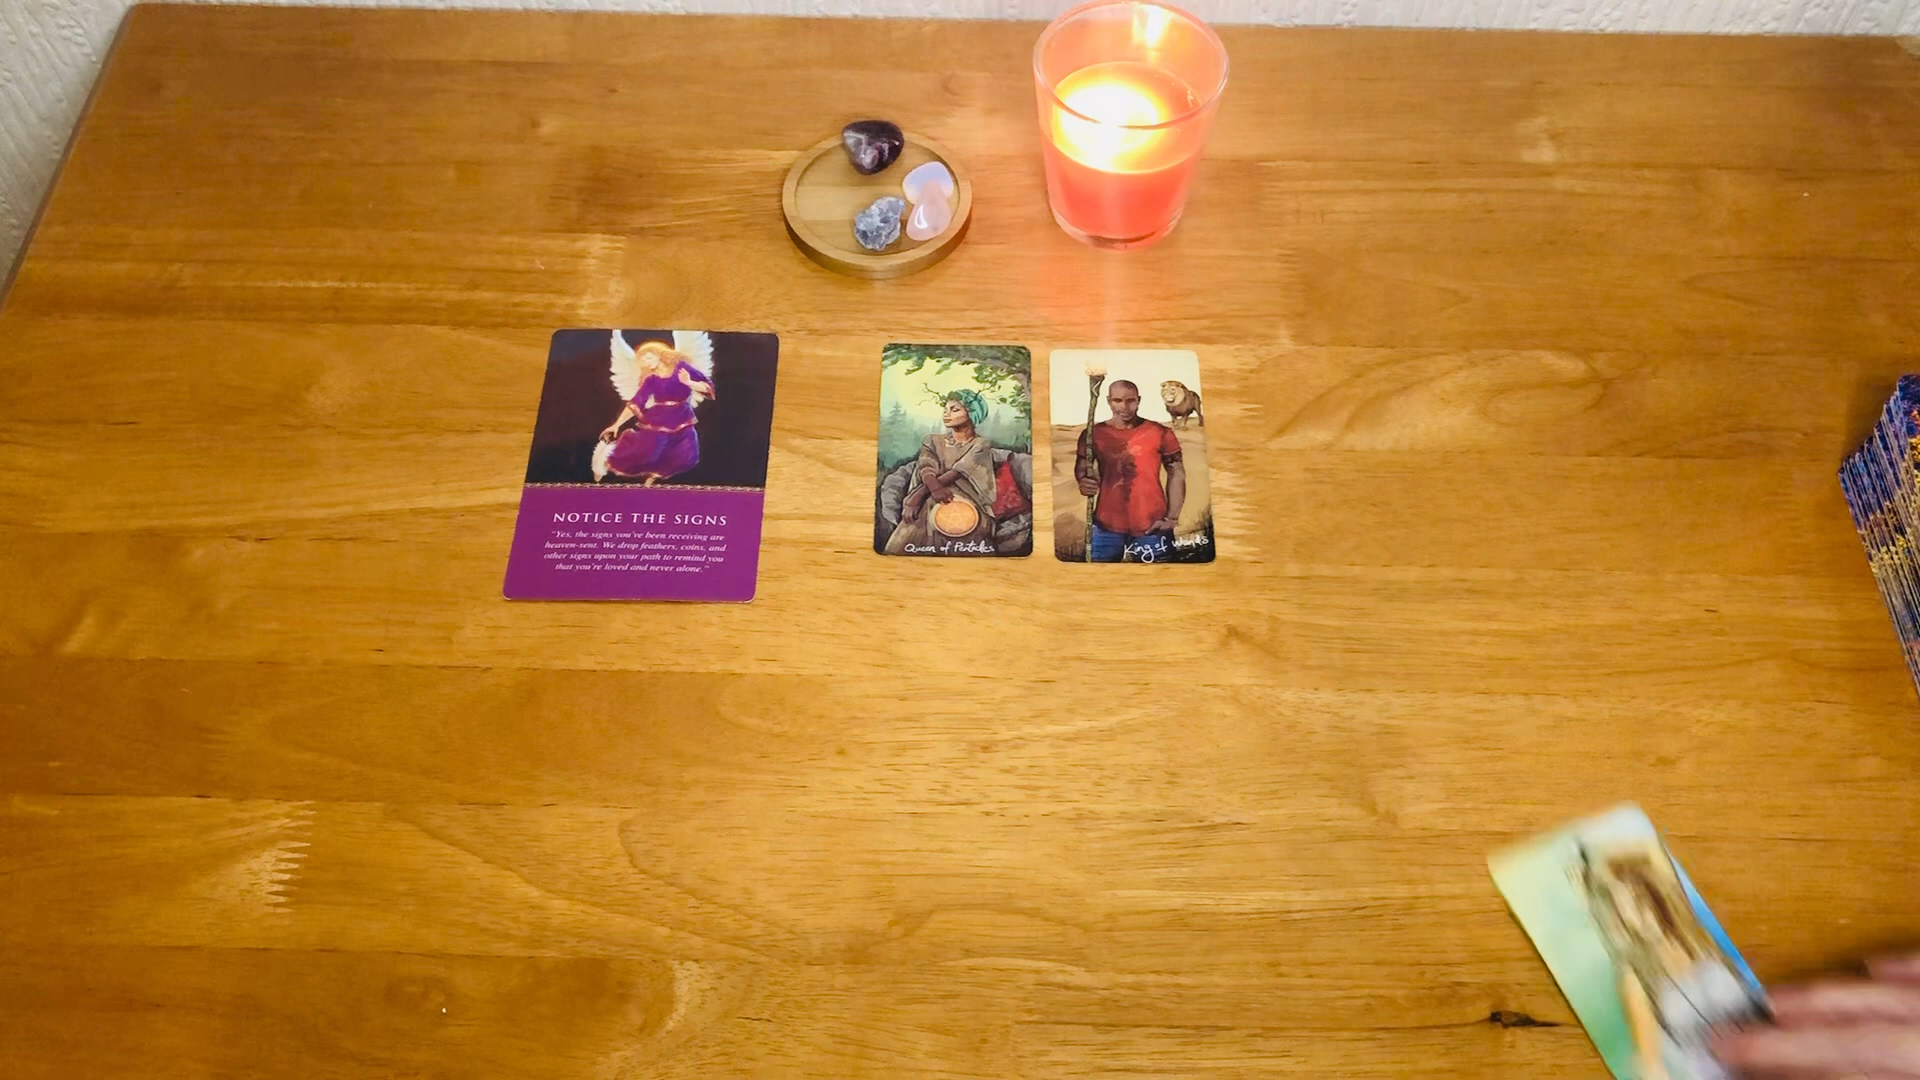 NOTICE THE SIGNS
"Yes, the signs you've been receiving are
heaven-sent. We drop feathers, coins, and
other signs upon your path to remind you
that you're loved and never alone."
Queen of Pentacles
King of Wands